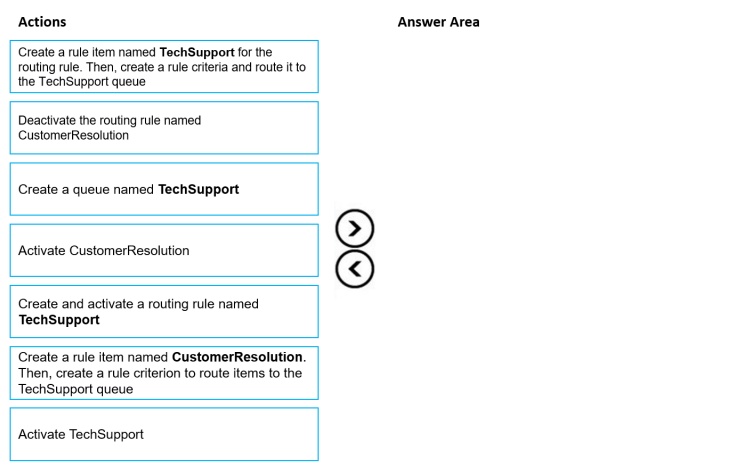 Actions
Answer Area
Create a rule item named TechSupport for the
routing rule. Then, create a rule criteria and route it to
the TechSupport queue
Deactivate the routing rule named
CustomerResolution
Create a queue named TechSupport
Activate CustomerResolution
Create and activate a routing rule named
TechSupport
Create a rule item named CustomerResolution.
Then, create a rule criterion to route items to the
TechSupport queue
Activate TechSupport